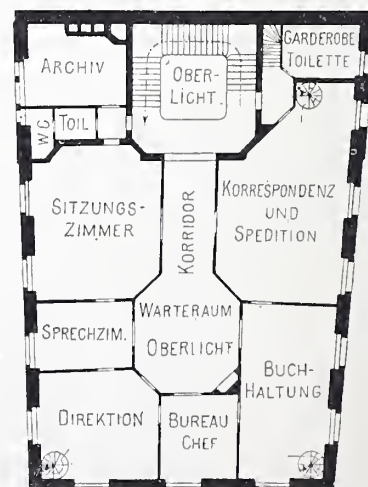 GARDEROBE
TOILETTE
ARCHIV
OBER-
LICHT.
WC
TOIL
SITZUNGS-
ZIMMER
KORRIDOR
KORRESPONDENZ
UND
SPEDITION
SPRECHZIM.
WARTERAUM
OBERLICHT
BUCH-
HALTUNG
DIREKTION
BUREAU
CHEF